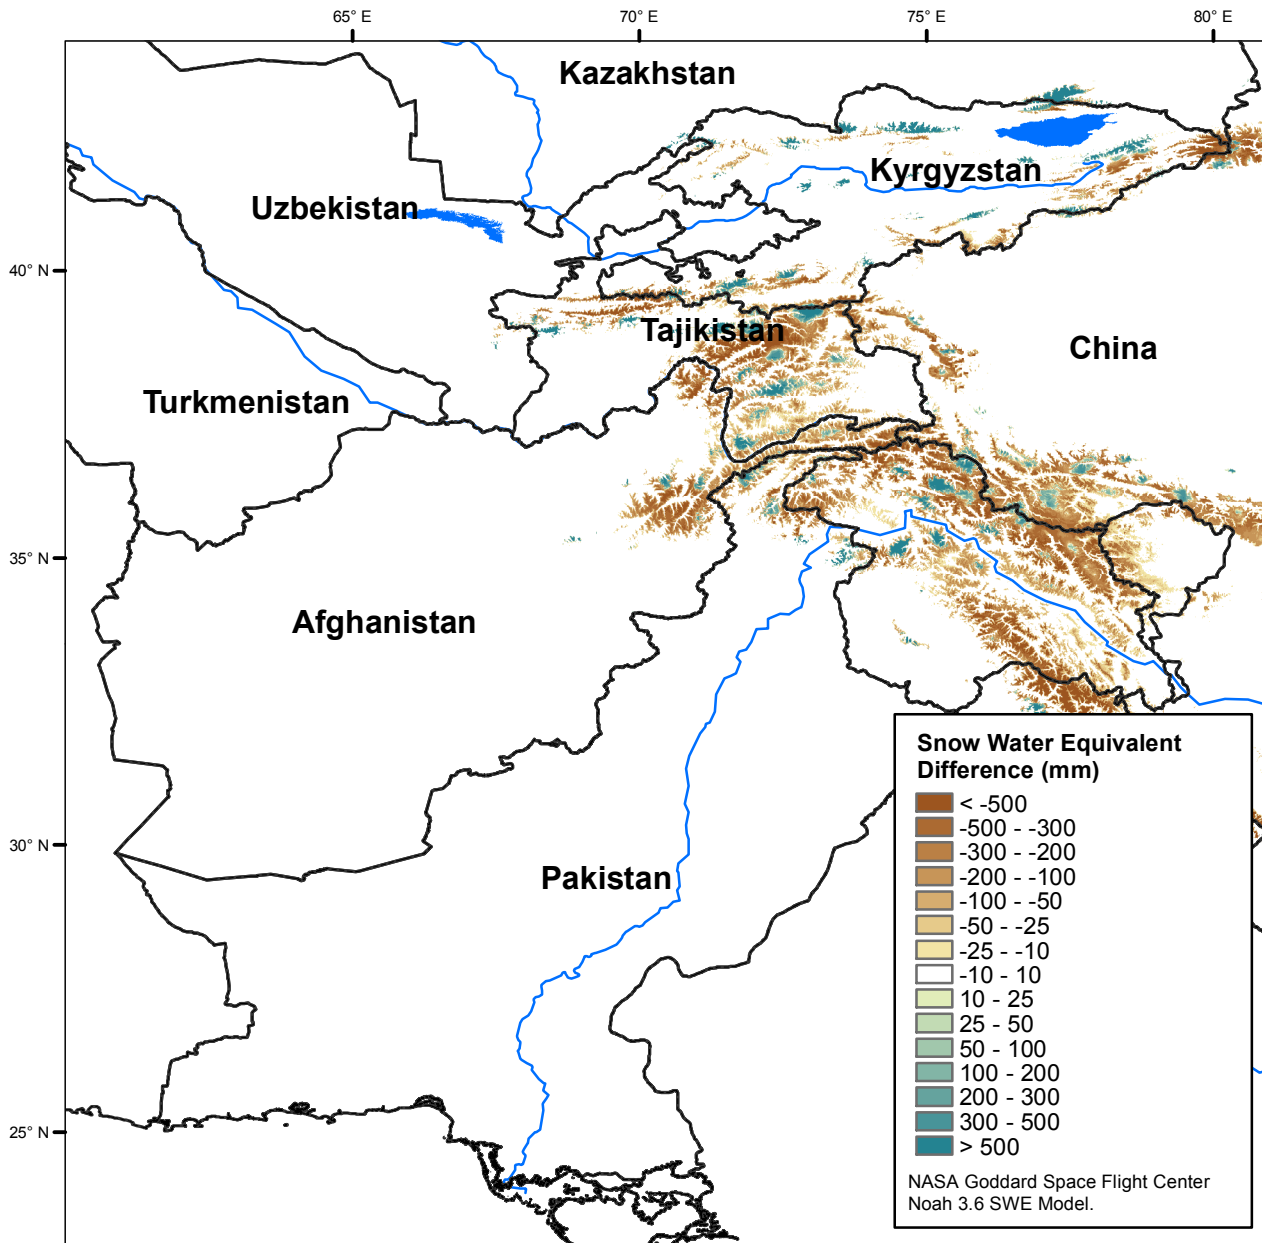 65° E
70° E
75° E
80° E
Kazakhstan
Kyrgyzstan
Uzbekistan
40° N
Tajikistan
China
Turkmenistan
35° N
Afghanistan
30° N
Pakistan
25° N
Snow Water Equivalent
Difference (mm)
< -500
-500 - -300
-300 - -200
-200 - -100
-100 - -50
-50 - -25
-25 - -10
-10 - 10
10 - 25
25 - 50
50 - 100
100 - 200
200 - 300
300 - 500
> 500
NASA Goddard Space Flight Center
Noah 3.6 SWE Model.